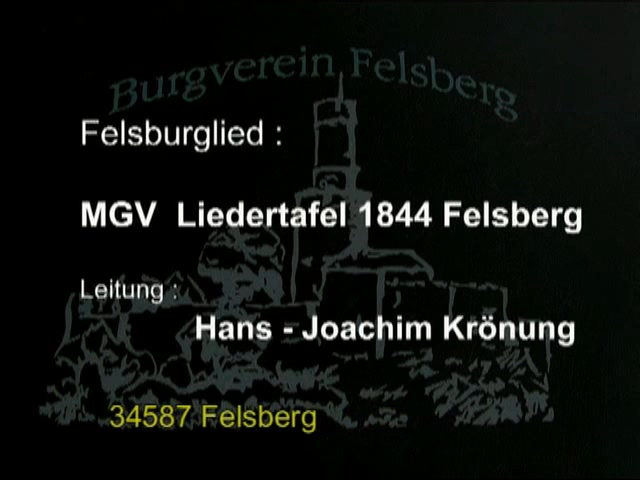 Burgverein Felsberg
Felsburglied :
MGV Liedertafel 1844 Felsberg
Leitung :
Hans - Joachim Krönung
34587 Felsberg